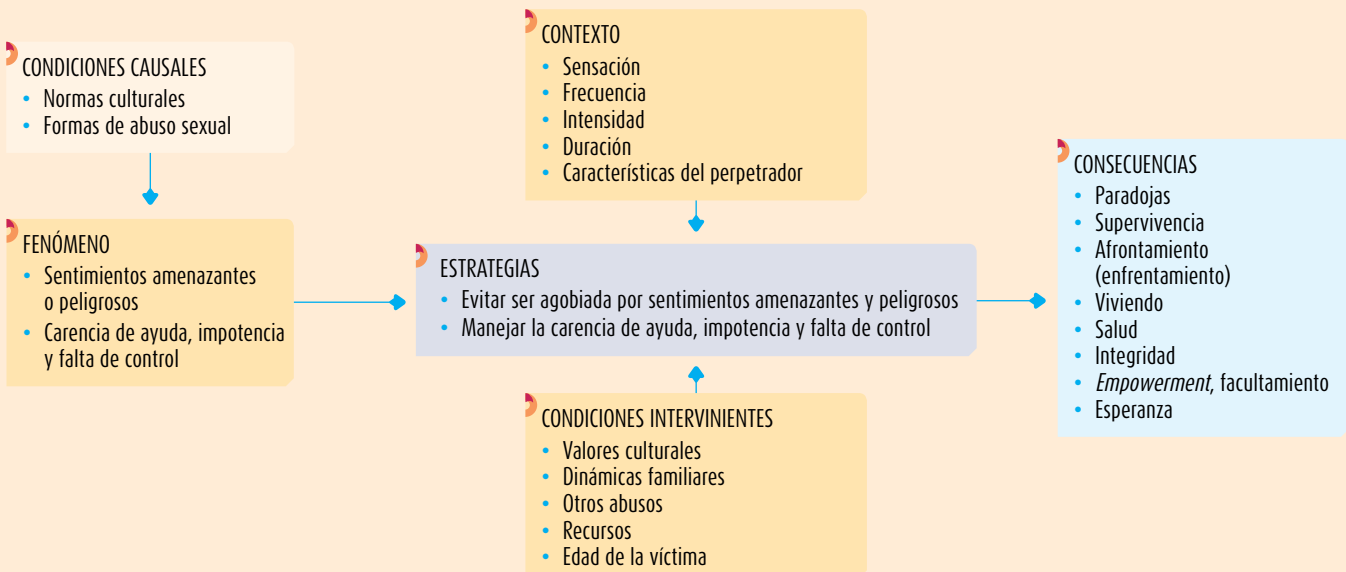 CONDICIONES CAUSALES
• Normas culturales
• Formas de abuso sexual
FENÓMENO
• Sentimientos amenazantes
o peligrosos
• Carencia de ayuda, impotencia
y falta de control
CONTEXTO
• Sensación
• Frecuencia
• Intensidad
• Duración
• Características del perpetrador
ESTRATEGIAS
• Evitar ser agobiada por sentimientos amenazantes y peligrosos
• Manejar la carencia de ayuda, impotencia y falta de control
CONDICIONES INTERVINIENTES
• Valores culturales
• Dinámicas familiares
• Otros abusos
• Recursos
• Edad de la víctima
CONSECUENCIAS
• Paradojas
• Supervivencia
• Afrontamiento
(enfrentamiento)
• Viviendo
• Salud
• Integridad
• Empowerment, facultamiento
• Esperanza